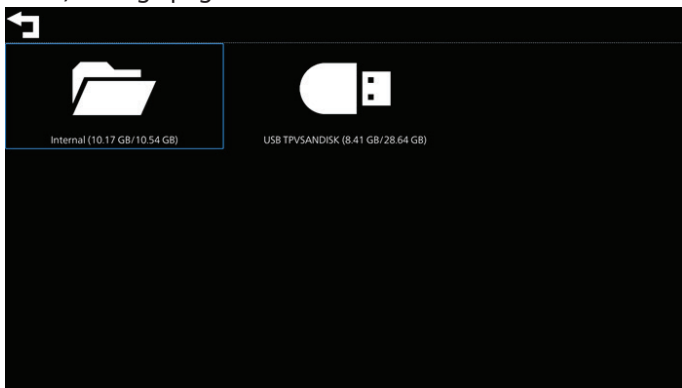 Internal (10.17 GB/10.54 GB)
USB TPVSANDISK (8.41 GB/28.64 GB)